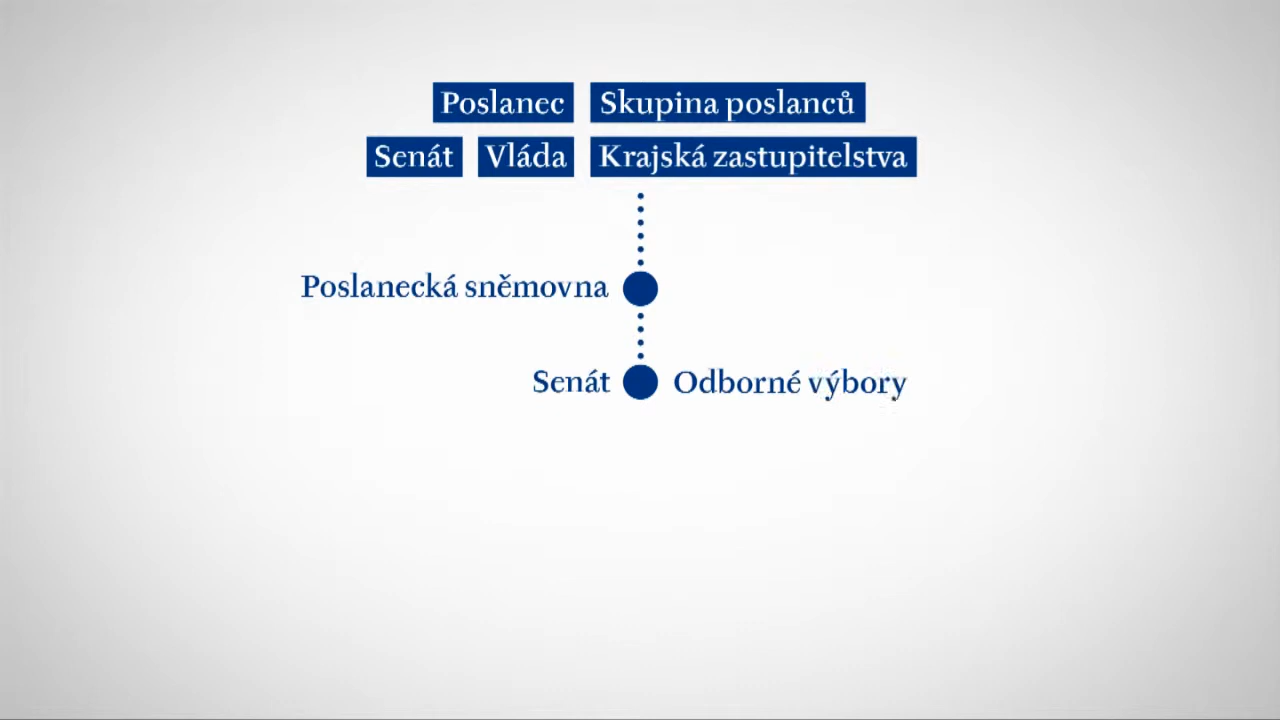 Poslanec Skupina poslanců
Senát Vláda Krajská zastupitelstva
Poslanecká sněmovna
Senát Odborné výbory